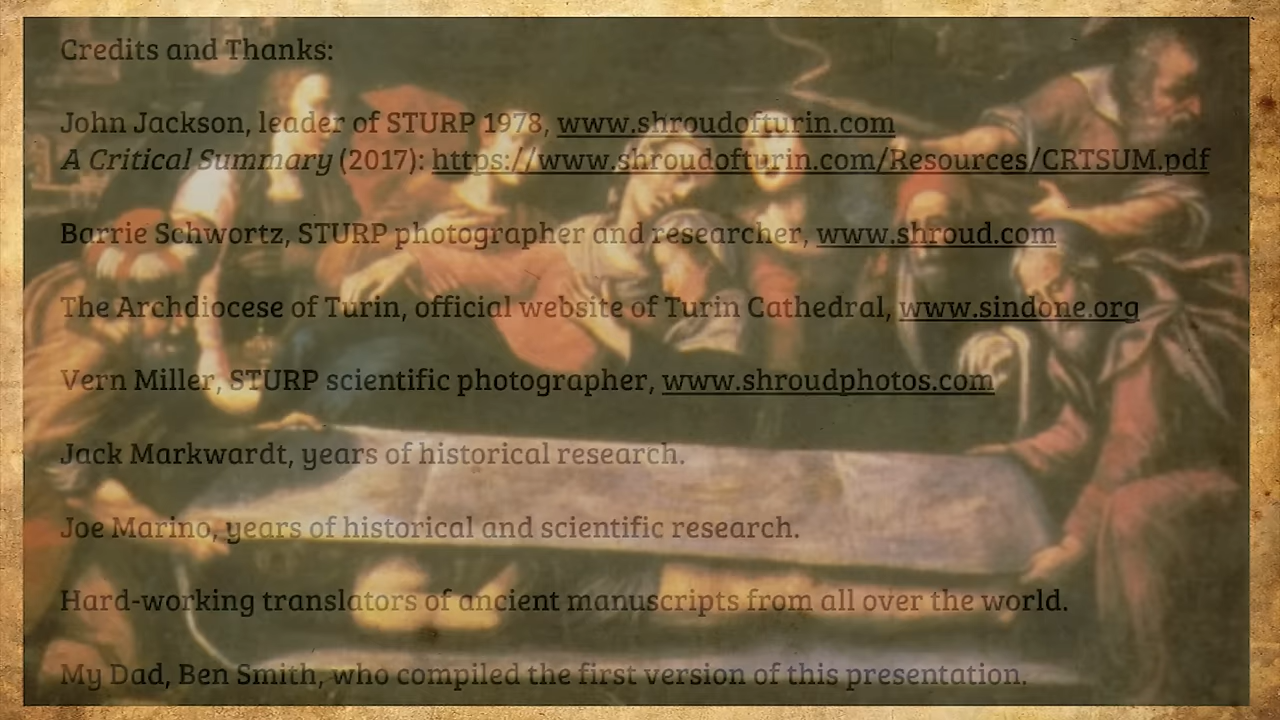 Credits and Thanks:
John Jackson, leader of STURP 1978, www.shroudofturin.com
A Critical Summary (2017): https://www.shroudofturin.com/Resources/CRTSUM.pdf
Barrie Schwortz, STURP photographer and researcher, www.shroud.com
The Archdiocese of Turin, official website of Turin Cathedral, www.sindone.org
Vern Miller, STURP scientific photographer, www.shroudphotos.com
Jack Markwardt, years of historical research.
Joe Marino, years of historical and scientific research.
Hard-working translators of ancient manuscripts from all over the world.
My Dad, Ben Smith, who compiled the first version of this presentation.